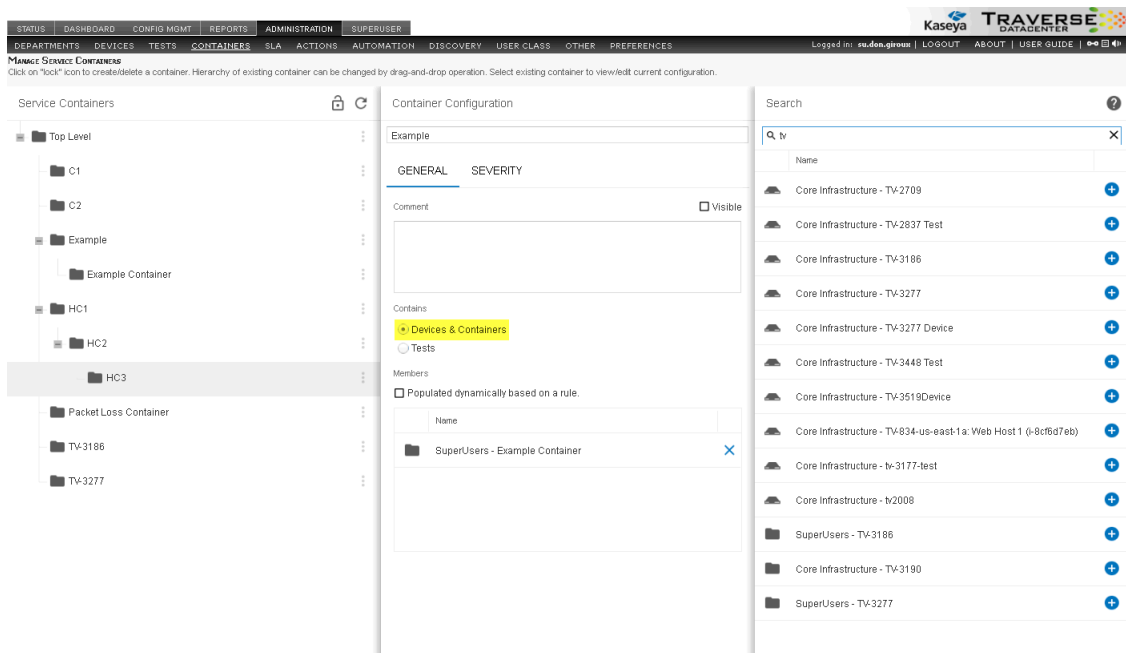 STATUS DASHBOARD CONFIG MGMT REPORTS ADMINISTRATION SUPERUSER
Kaseya TRAVERSE DATACENTER
DEPARTMENTS DEVICES TESTS CONTAINERS SLA ACTIONS AUTOMATION DISCOVERY USER CLASS OTHER PREFERENCES
Logged in: su.don.giroux | LOGOUT ABOUT | USER GUIDE |
MANAGE SERVICE CONTAINERS
Click on "lock" icon to create/delete a container. Hierarchy of existing container can be changed by drag-and-drop operation. Select existing container to view/edit current configuration.
Service Containers
Top Level
C1
C2
Example
Example Container
HC1
HC2
HC3
Packet Loss Container
TV-3186
TV-3277
Container Configuration
Example
GENERAL SEVERITY
Comment Visible
Contains
Devices & Containers
Tests
Members
Populated dynamically based on a rule.
Name
SuperUsers - Example Container
Search
tv
Name
Core Infrastructure - TV-2709
Core Infrastructure - TV-2837 Test
Core Infrastructure - TV-3186
Core Infrastructure - TV-3277
Core Infrastructure - TV-3277 Device
Core Infrastructure - TV-3448 Test
Core Infrastructure - TV-3519Device
Core Infrastructure - TV-834-us-east-1a: Web Host 1 (i-8cf6d7eb)
Core Infrastructure - tv-3177-test
Core Infrastructure - tv2008
SuperUsers - TV-3186
Core Infrastructure - TV-3190
SuperUsers - TV-3277